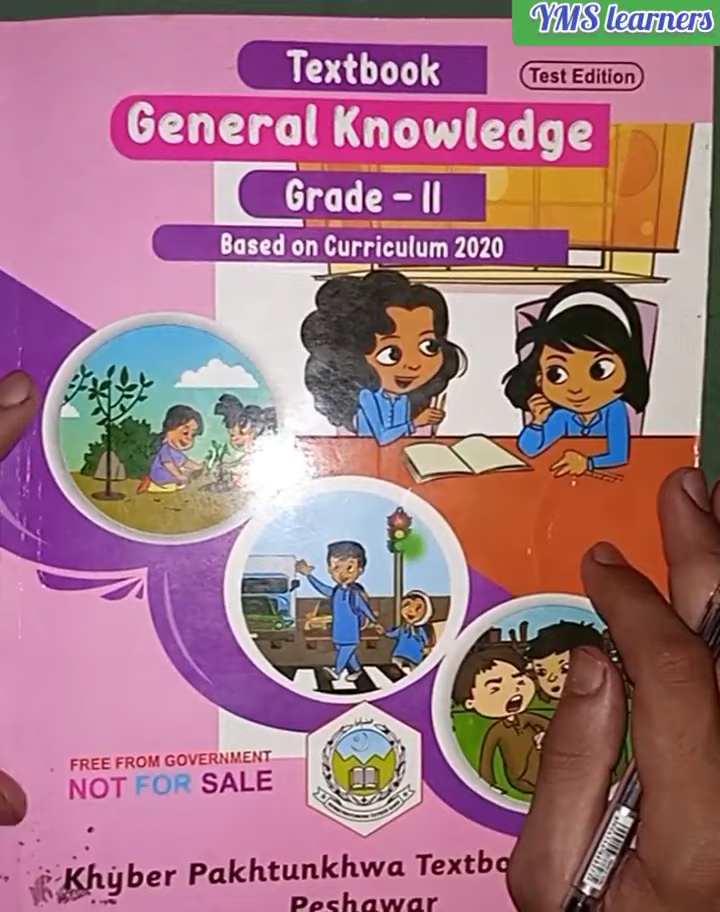 YMS learners
Textbook
Test Edition
General Knowledge
Grade - II
Based on Curriculum 2020
FREE FROM GOVERNMENT
NOT FOR SALE
Khyber Pakhtunkhwa
Peshawar